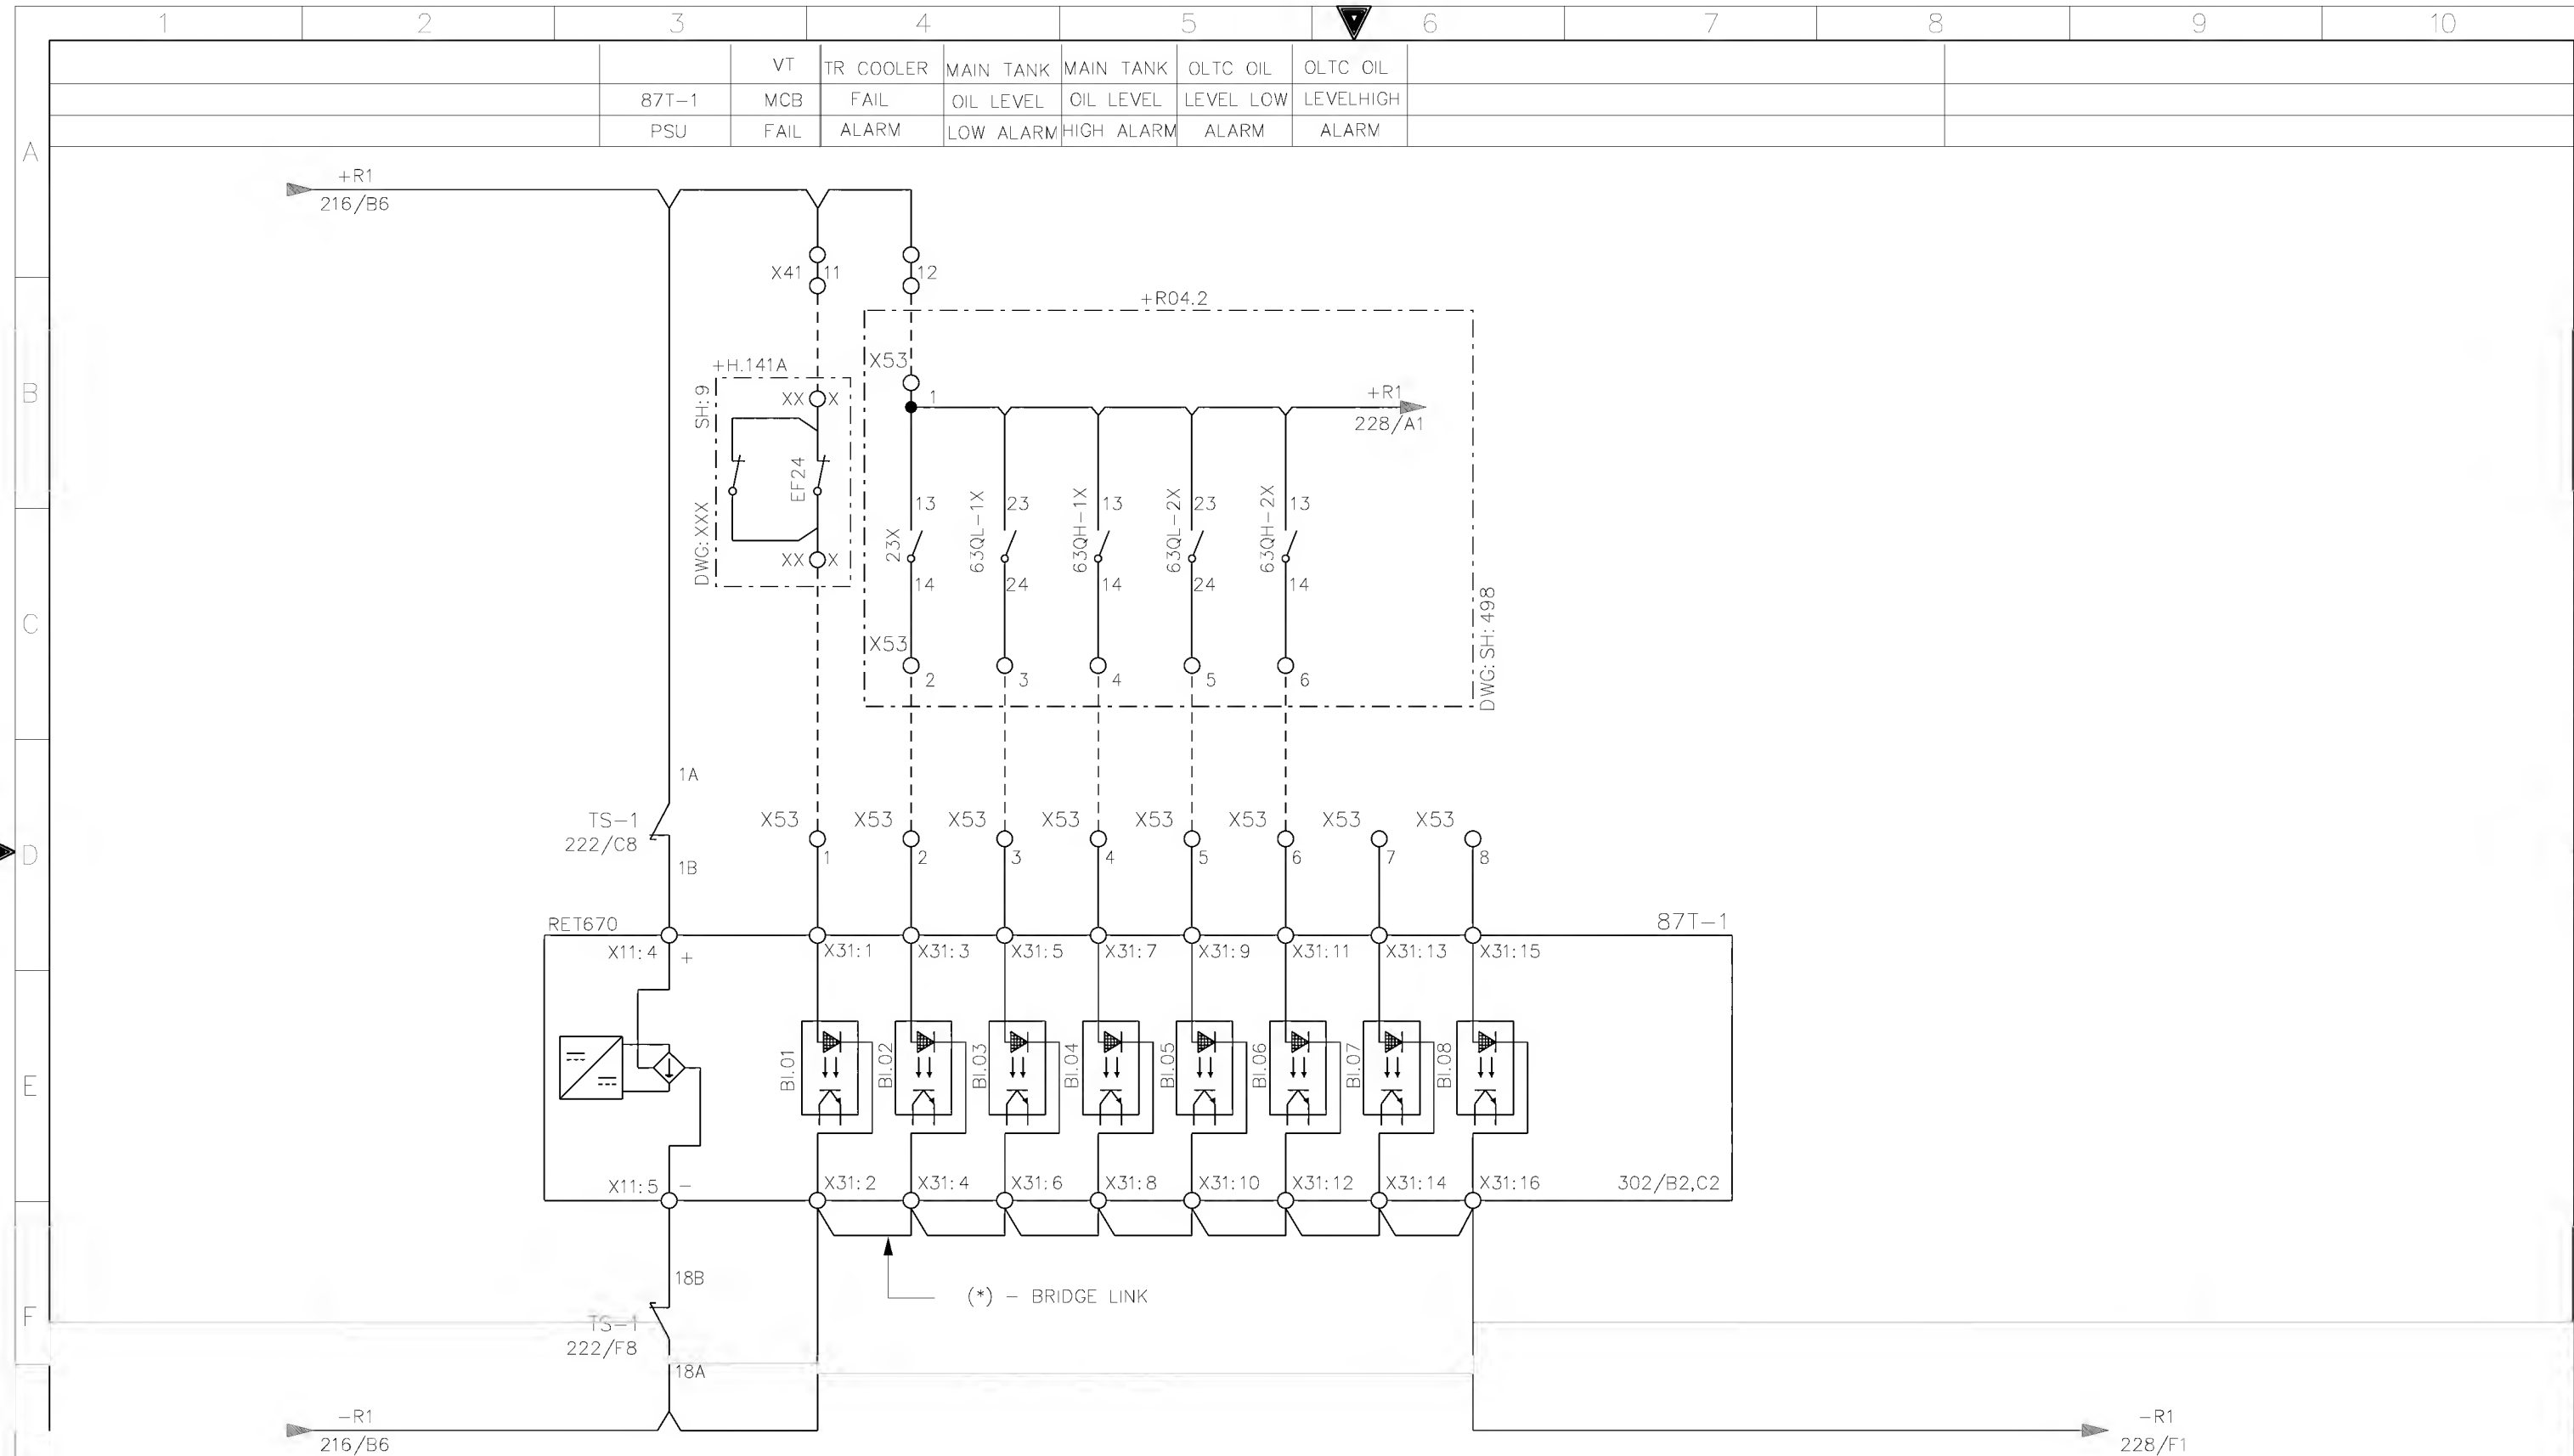 1 2 3 4 5 6 7 8 9 10
VT TR COOLER MAIN TANK MAIN TANK OLTC OIL OLTC OIL
87T-1 MCB FAIL OIL LEVEL OIL LEVEL LEVEL LOW LEVELHIGH
PSU FAIL ALARM LOW ALARM HIGH ALARM ALARM ALARM
A
+R1
216/B6
X41 11 12
+R04.2
X53
+H.141A
B
SH: 9
XX X
1
+R1
228/A1
EF24
DWG: XXX
XX X
13 23 13 23 13
23X 63QL-1X 63QH-1X 63QL-2X 63QH-2X
14 24 14 24 14
C
DWG: SH: 498
X53
2 3 4 5 6
1A
TS-1
222/C8
X53 X53 X53 X53 X53 X53 X53 X53
D
1 2 3 4 5 6 7 8
1B
RET670 87T-1
X11:4 + X31:1 X31:3 X31:5 X31:7 X31:9 X31:11 X31:13 X31:15
E
BI.01 BI.02 BI.03 BI.04 BI.05 BI.06 BI.07 BI.08
X11:5 - X31:2 X31:4 X31:6 X31:8 X31:10 X31:12 X31:14 X31:16 302/B2,C2
18B
(*) - BRIDGE LINK
F
TS-1
222/F8
18A
-R1
216/B6
-R1
228/F1